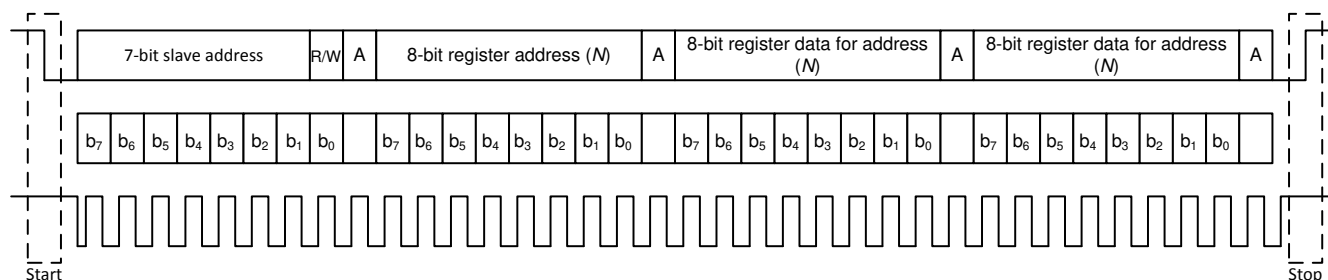 7-bit slave address R/W A 8-bit register address (N) A 8-bit register data for address (N) A 8-bit register data for address (N) A
b7 b6 b5 b4 b3 b2 b1 b0 b7 b6 b5 b4 b3 b2 b1 b0 b7 b6 b5 b4 b3 b2 b1 b0 b7 b6 b5 b4 b3 b2 b1 b0
Start Stop